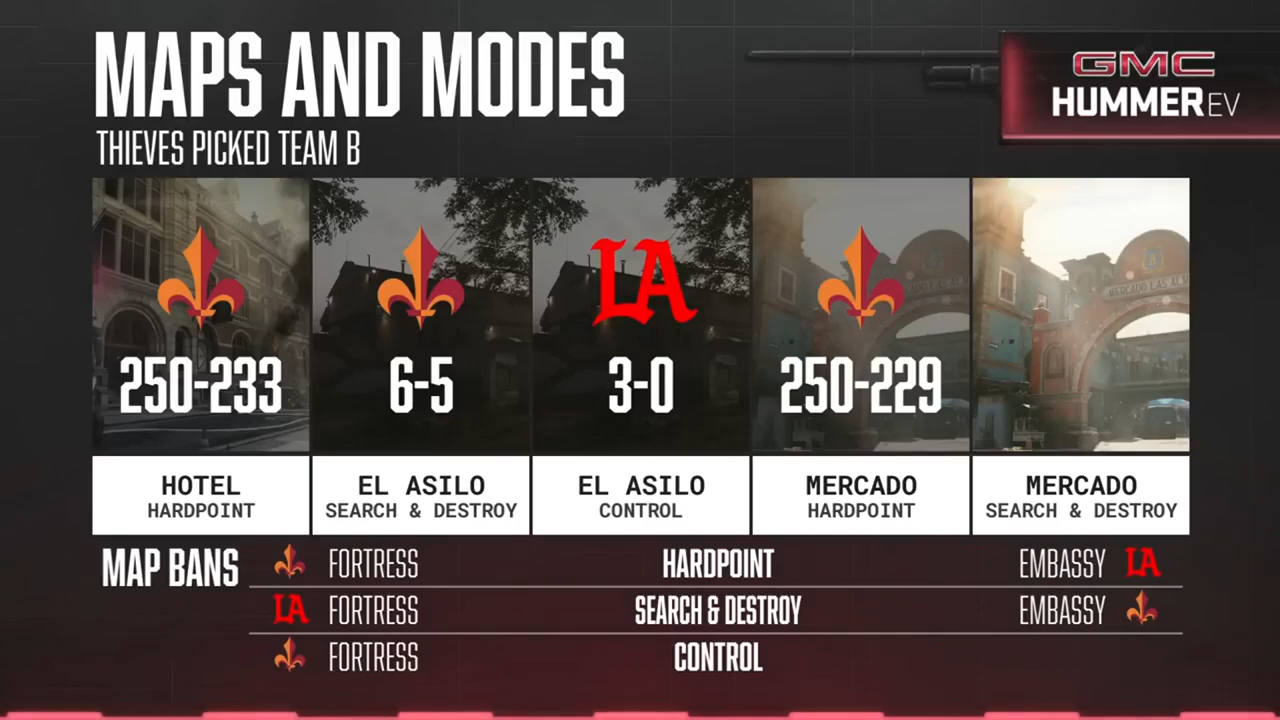 MAPS AND MODES
THIEVES PICKED TEAM B
GMC
HUMMER EV
LA
250-233
6-5
3-0
250-229
HOTEL
HARDPOINT
EL ASILO
SEARCH & DESTROY
EL ASILO
CONTROL
MERCADO
HARDPOINT
MERCADO
SEARCH & DESTROY
MAP BANS
FORTRESS HARDPOINT EMBASSY LA
LA FORTRESS SEARCH & DESTROY EMBASSY
FORTRESS CONTROL